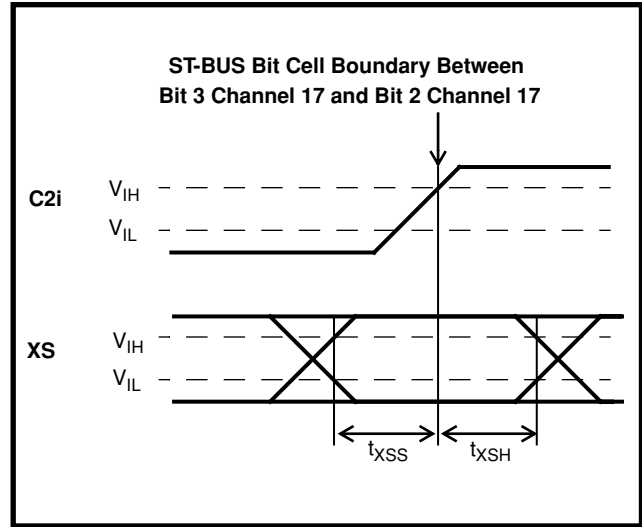 ST-BUS Bit Cell Boundary Between
Bit 3 Channel 17 and Bit 2 Channel 17
C2i
VIH
VIL
XS
VIH
VIL
tXSS
tXSH